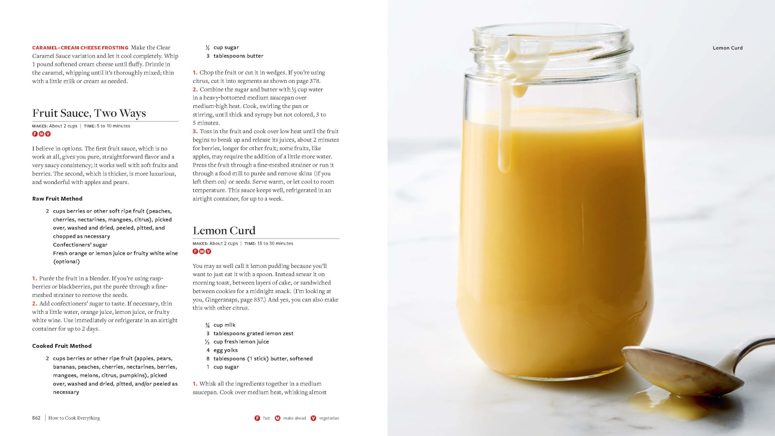 CARAMEL–CREAM CHEESE FROSTING Make the Clear
Caramel Sauce variation and let it cool completely. Whip
1 pound softened cream cheese until fluffy. Drizzle in
the caramel, whipping until it's thoroughly mixed; thin
with a little milk or cream as needed.
Fruit Sauce, Two Ways
MAKES: About 2 cups | TIME: 5 to 10 minutes
F M V
I believe in options. The first fruit sauce, which is no
work at all, gives you pure, straightforward flavor and a
very saucy consistency; it works well with soft fruits and
berries. The second, which is thicker, is more luxurious,
and wonderful with apples and pears.
Raw Fruit Method
2 cups berries or other soft ripe fruit (peaches,
cherries, nectarines, mangoes, citrus), picked
over, washed and dried, peeled, pitted, and
chopped as necessary
Confectioners' sugar
Fresh orange or lemon juice or fruity white wine
(optional)
1. Purée the fruit in a blender. If you're using rasp-
berries or blackberries, put the purée through a fine-
meshed strainer to remove the seeds.
2. Add confectioners' sugar to taste. If necessary, thin
with a little water, orange juice, lemon juice, or fruity
white wine. Use immediately or refrigerate in an airtight
container for up to 2 days.
Cooked Fruit Method
2 cups berries or other ripe fruit (apples, pears,
bananas, peaches, cherries, nectarines, berries,
mangoes, melons, citrus, pumpkins), picked
over, washed and dried, pitted, and/or peeled as
necessary
562 | How to Cook Everything
½ cup sugar
3 tablespoons butter
1. Chop the fruit or cut it in wedges. If you're using
citrus, cut it into segments as shown on page 378.
2. Combine the sugar and butter with ½ cup water
in a heavy-bottomed medium saucepan over
medium-high heat. Cook, swirling the pan or
stirring, until thick and syrupy but not colored, 3 to
5 minutes.
3. Toss in the fruit and cook over low heat until the fruit
begins to break up and release its juices, about 2 minutes
for berries, longer for other fruit; some fruits, like
apples, may require the addition of a little more water.
Press the fruit through a fine-meshed strainer or run it
through a food mill to purée and remove skins (if you
left them on) or seeds. Serve warm, or let cool to room
temperature. This sauce keeps well, refrigerated in an
airtight container, for up to a week.
Lemon Curd
MAKES: About 2 cups | TIME: 15 to 30 minutes
F M V
You may as well call it lemon pudding because you'll
want to just eat it with a spoon. Instead smear it on
morning toast, between layers of cake, or sandwiched
between cookies for a midnight snack. (I'm looking at
you, Gingersnaps, page 837.) And yes, you can also make
this with other citrus.
cup milk
3 tablespoons grated lemon zest
cup fresh lemon juice
4 egg yolks
8 tablespoons (1 stick) butter, softened
1 cup sugar
1. Whisk all the ingredients together in a medium
saucepan. Cook over medium heat, whisking almost
F fast M make ahead V vegetarian
Lemon Curd